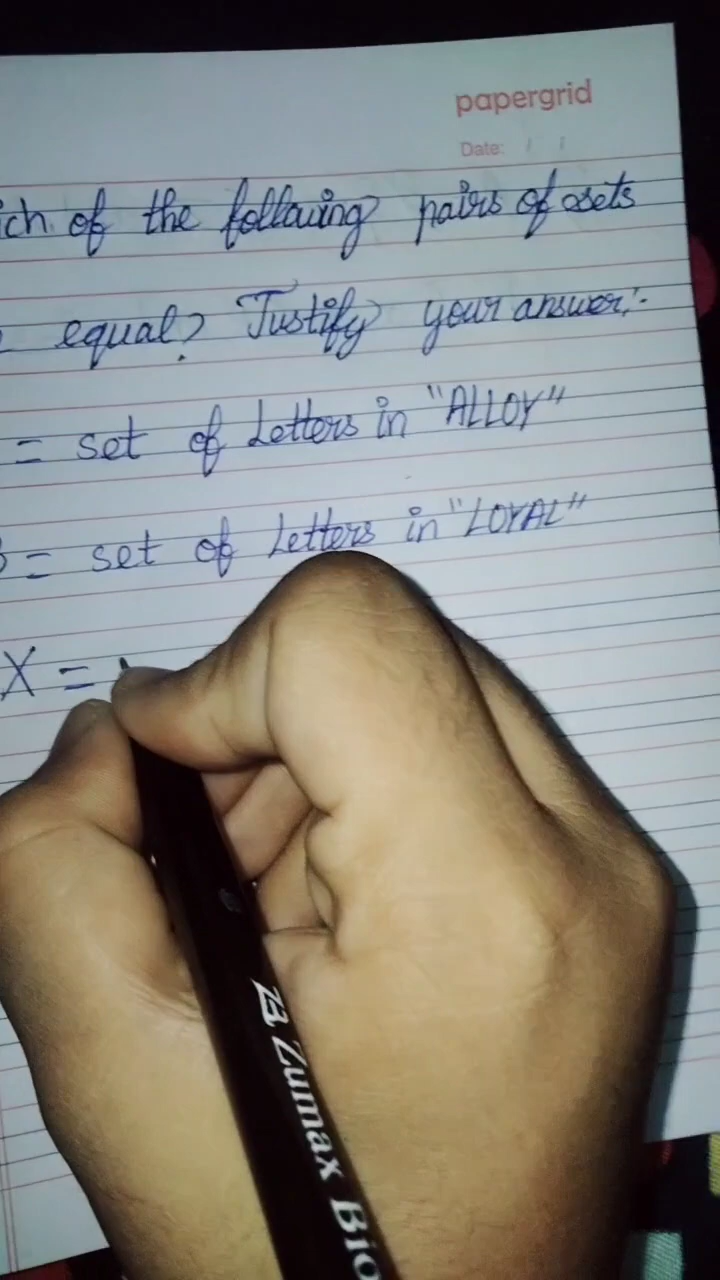 papergrid
Date:
ich of the following pairs of sets
equal? Justify your answer:-
= set of Letters in "ALLOY"
B = set of Letters in "LOYAL"
X =
Zumax Bio